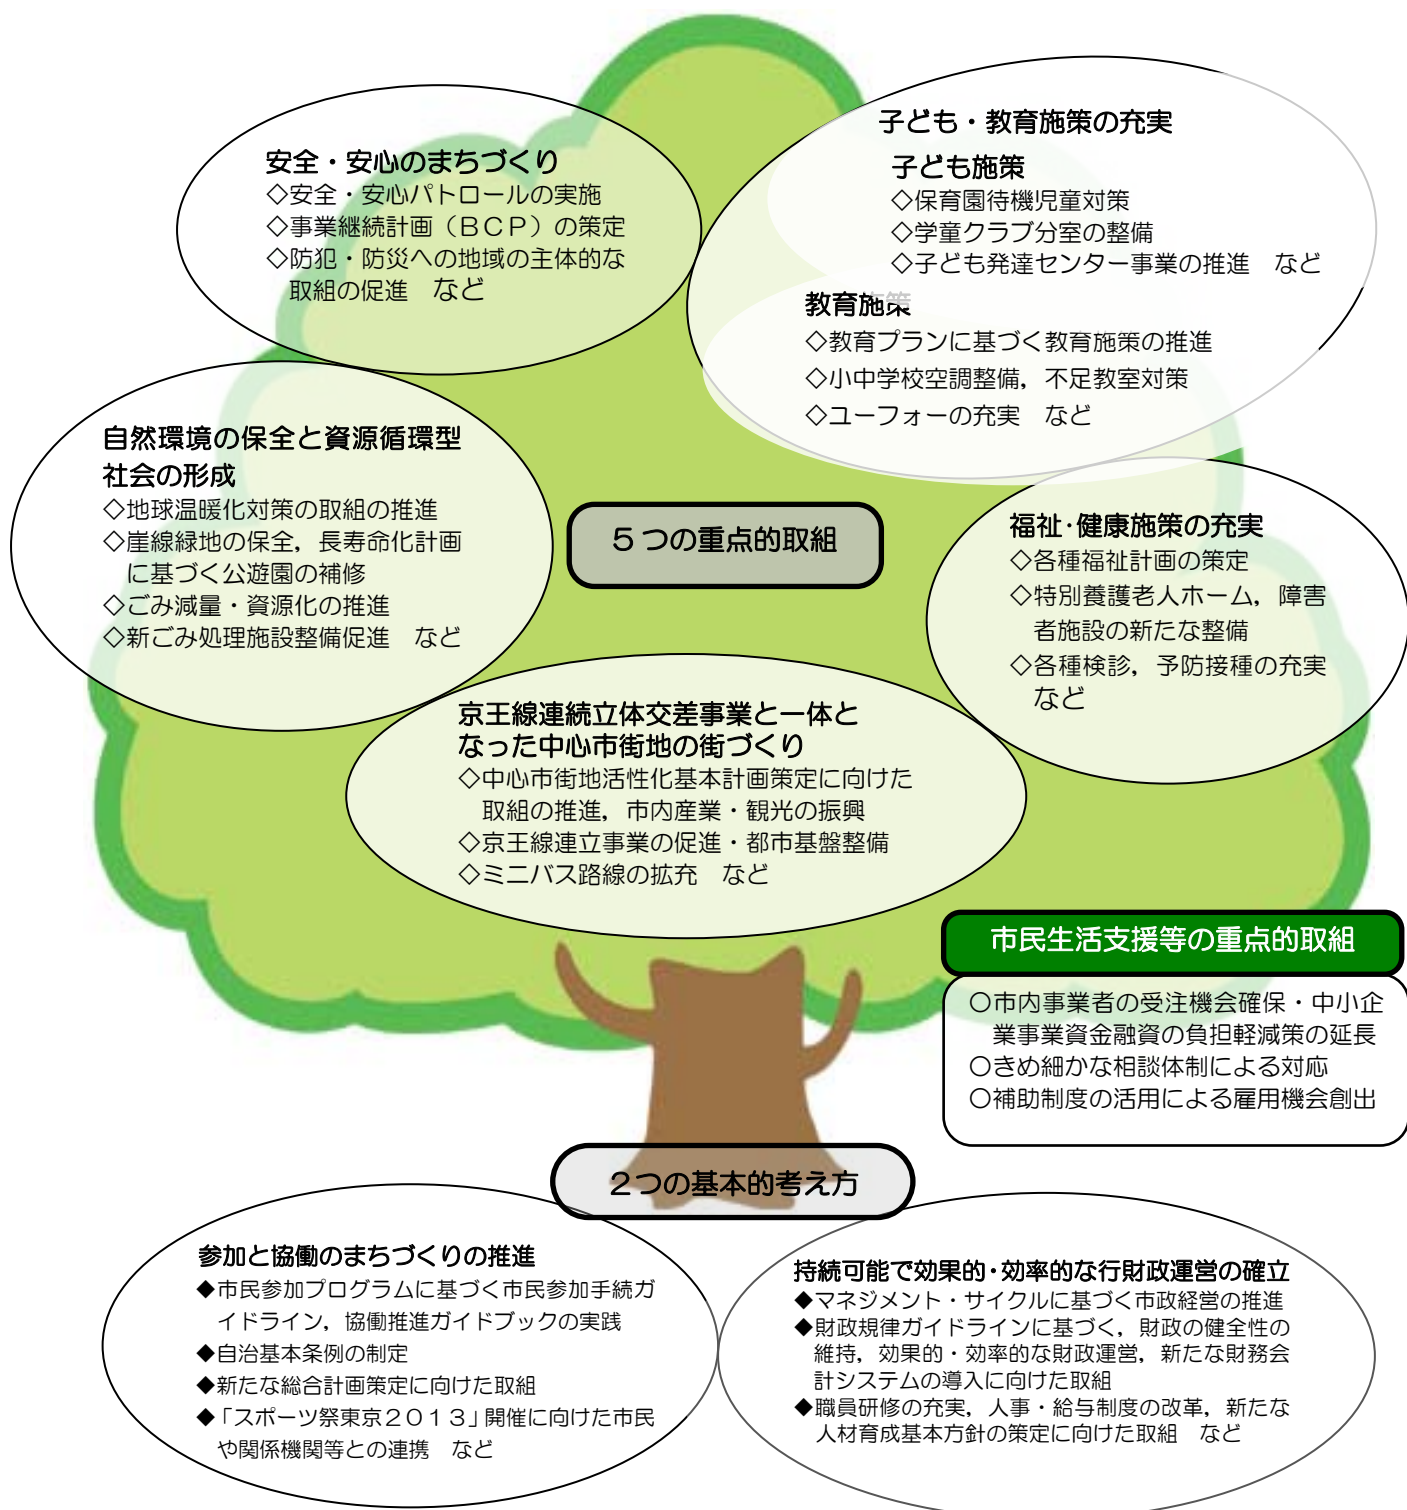 安全・安心のまちづくり
◇安全・安心パトロールの実施
◇事業継続計画（ＢＣＰ）の策定
◇防犯・防災への地域の主体的な
取組の促進　など
子ども・教育施策の充実
子ども施策
◇保育園待機児童対策
◇学童クラブ分室の整備
◇子ども発達センター事業の推進　など
教育施策
◇教育プランに基づく教育施策の推進
◇小中学校空調整備，不足教室対策
◇ユーフォーの充実　など
自然環境の保全と資源循環型
社会の形成
◇地球温暖化対策の取組の推進
◇崖線緑地の保全，長寿命化計画
に基づく公遊園の補修
◇ごみ減量・資源化の推進
◇新ごみ処理施設整備促進　など
５つの重点的取組
福祉・健康施策の充実
◇各種福祉計画の策定
◇特別養護老人ホーム，障害
者施設の新たな整備
◇各種検診，予防接種の充実
など
京王線連続立体交差事業と一体と
なった中心市街地の街づくり
◇中心市街地活性化基本計画策定に向けた
取組の推進，市内産業・観光の振興
◇京王線連立事業の促進・都市基盤整備
◇ミニバス路線の拡充　など
市民生活支援等の重点的取組
○市内事業者の受注機会確保・中小企
業事業資金融資の負担軽減策の延長
○きめ細かな相談体制による対応
○補助制度の活用による雇用機会創出
２つの基本的考え方
参加と協働のまちづくりの推進
◆市民参加プログラムに基づく市民参加手続ガ
イドライン，協働推進ガイドブックの実践
◆自治基本条例の制定
◆新たな総合計画策定に向けた取組
◆「スポーツ祭東京２０１３」開催に向けた市民
や関係機関等との連携　など
持続可能で効果的・効率的な行財政運営の確立
◆マネジメント・サイクルに基づく市政経営の推進
◆財政規律ガイドラインに基づく，財政の健全性の
維持，効果的・効率的な財政運営，新たな財務会
計システムの導入に向けた取組
◆職員研修の充実，人事・給与制度の改革，新たな
人材育成基本方針の策定に向けた取組　など